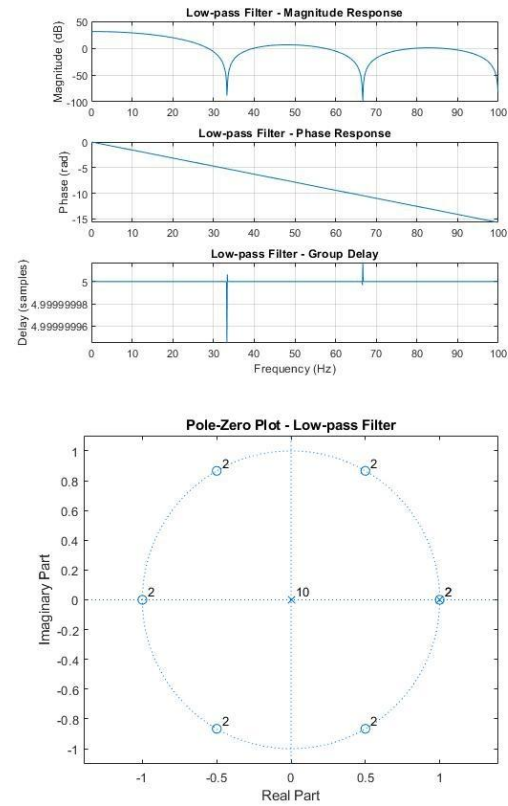 Low-pass Filter - Magnitude Response
Magnitude (dB)
50
0
-50
-100
0 10 20 30 40 50 60 70 80 90 100
Low-pass Filter - Phase Response
Phase (rad)
0
-5
-10
-15
0 10 20 30 40 50 60 70 80 90 100
Low-pass Filter - Group Delay
Delay (samples)
5
4.99999998
4.99999996
0 10 20 30 40 50 60 70 80 90 100
Frequency (Hz)
Pole-Zero Plot - Low-pass Filter
Imaginary Part
1
0.8
0.6
0.4
0.2
0
-0.2
-0.4
-0.6
-0.8
-1
2 2
2 10 2
2 2
-1 -0.5 0 0.5 1
Real Part